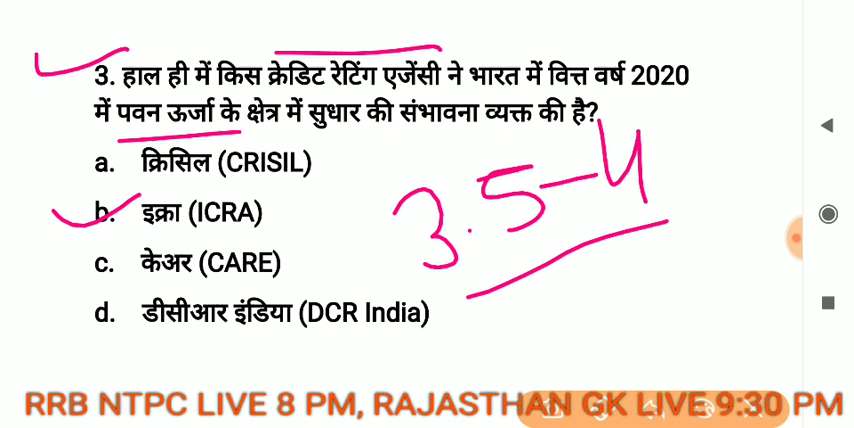 3. हाल ही में किस क्रेडिट रेटिंग एजेंसी ने भारत में वित्त वर्ष 2020
में पवन ऊर्जा के क्षेत्र में सुधार की संभावना व्यक्त की है?
a. क्रिसिल (CRISIL)
b. इक्रा (ICRA)
3.5-4
c. केअर (CARE)
d. डीसीआर इंडिया (DCR India)
RRB NTPC LIVE 8 PM, RAJASTHAN GK LIVE 9:30 PM